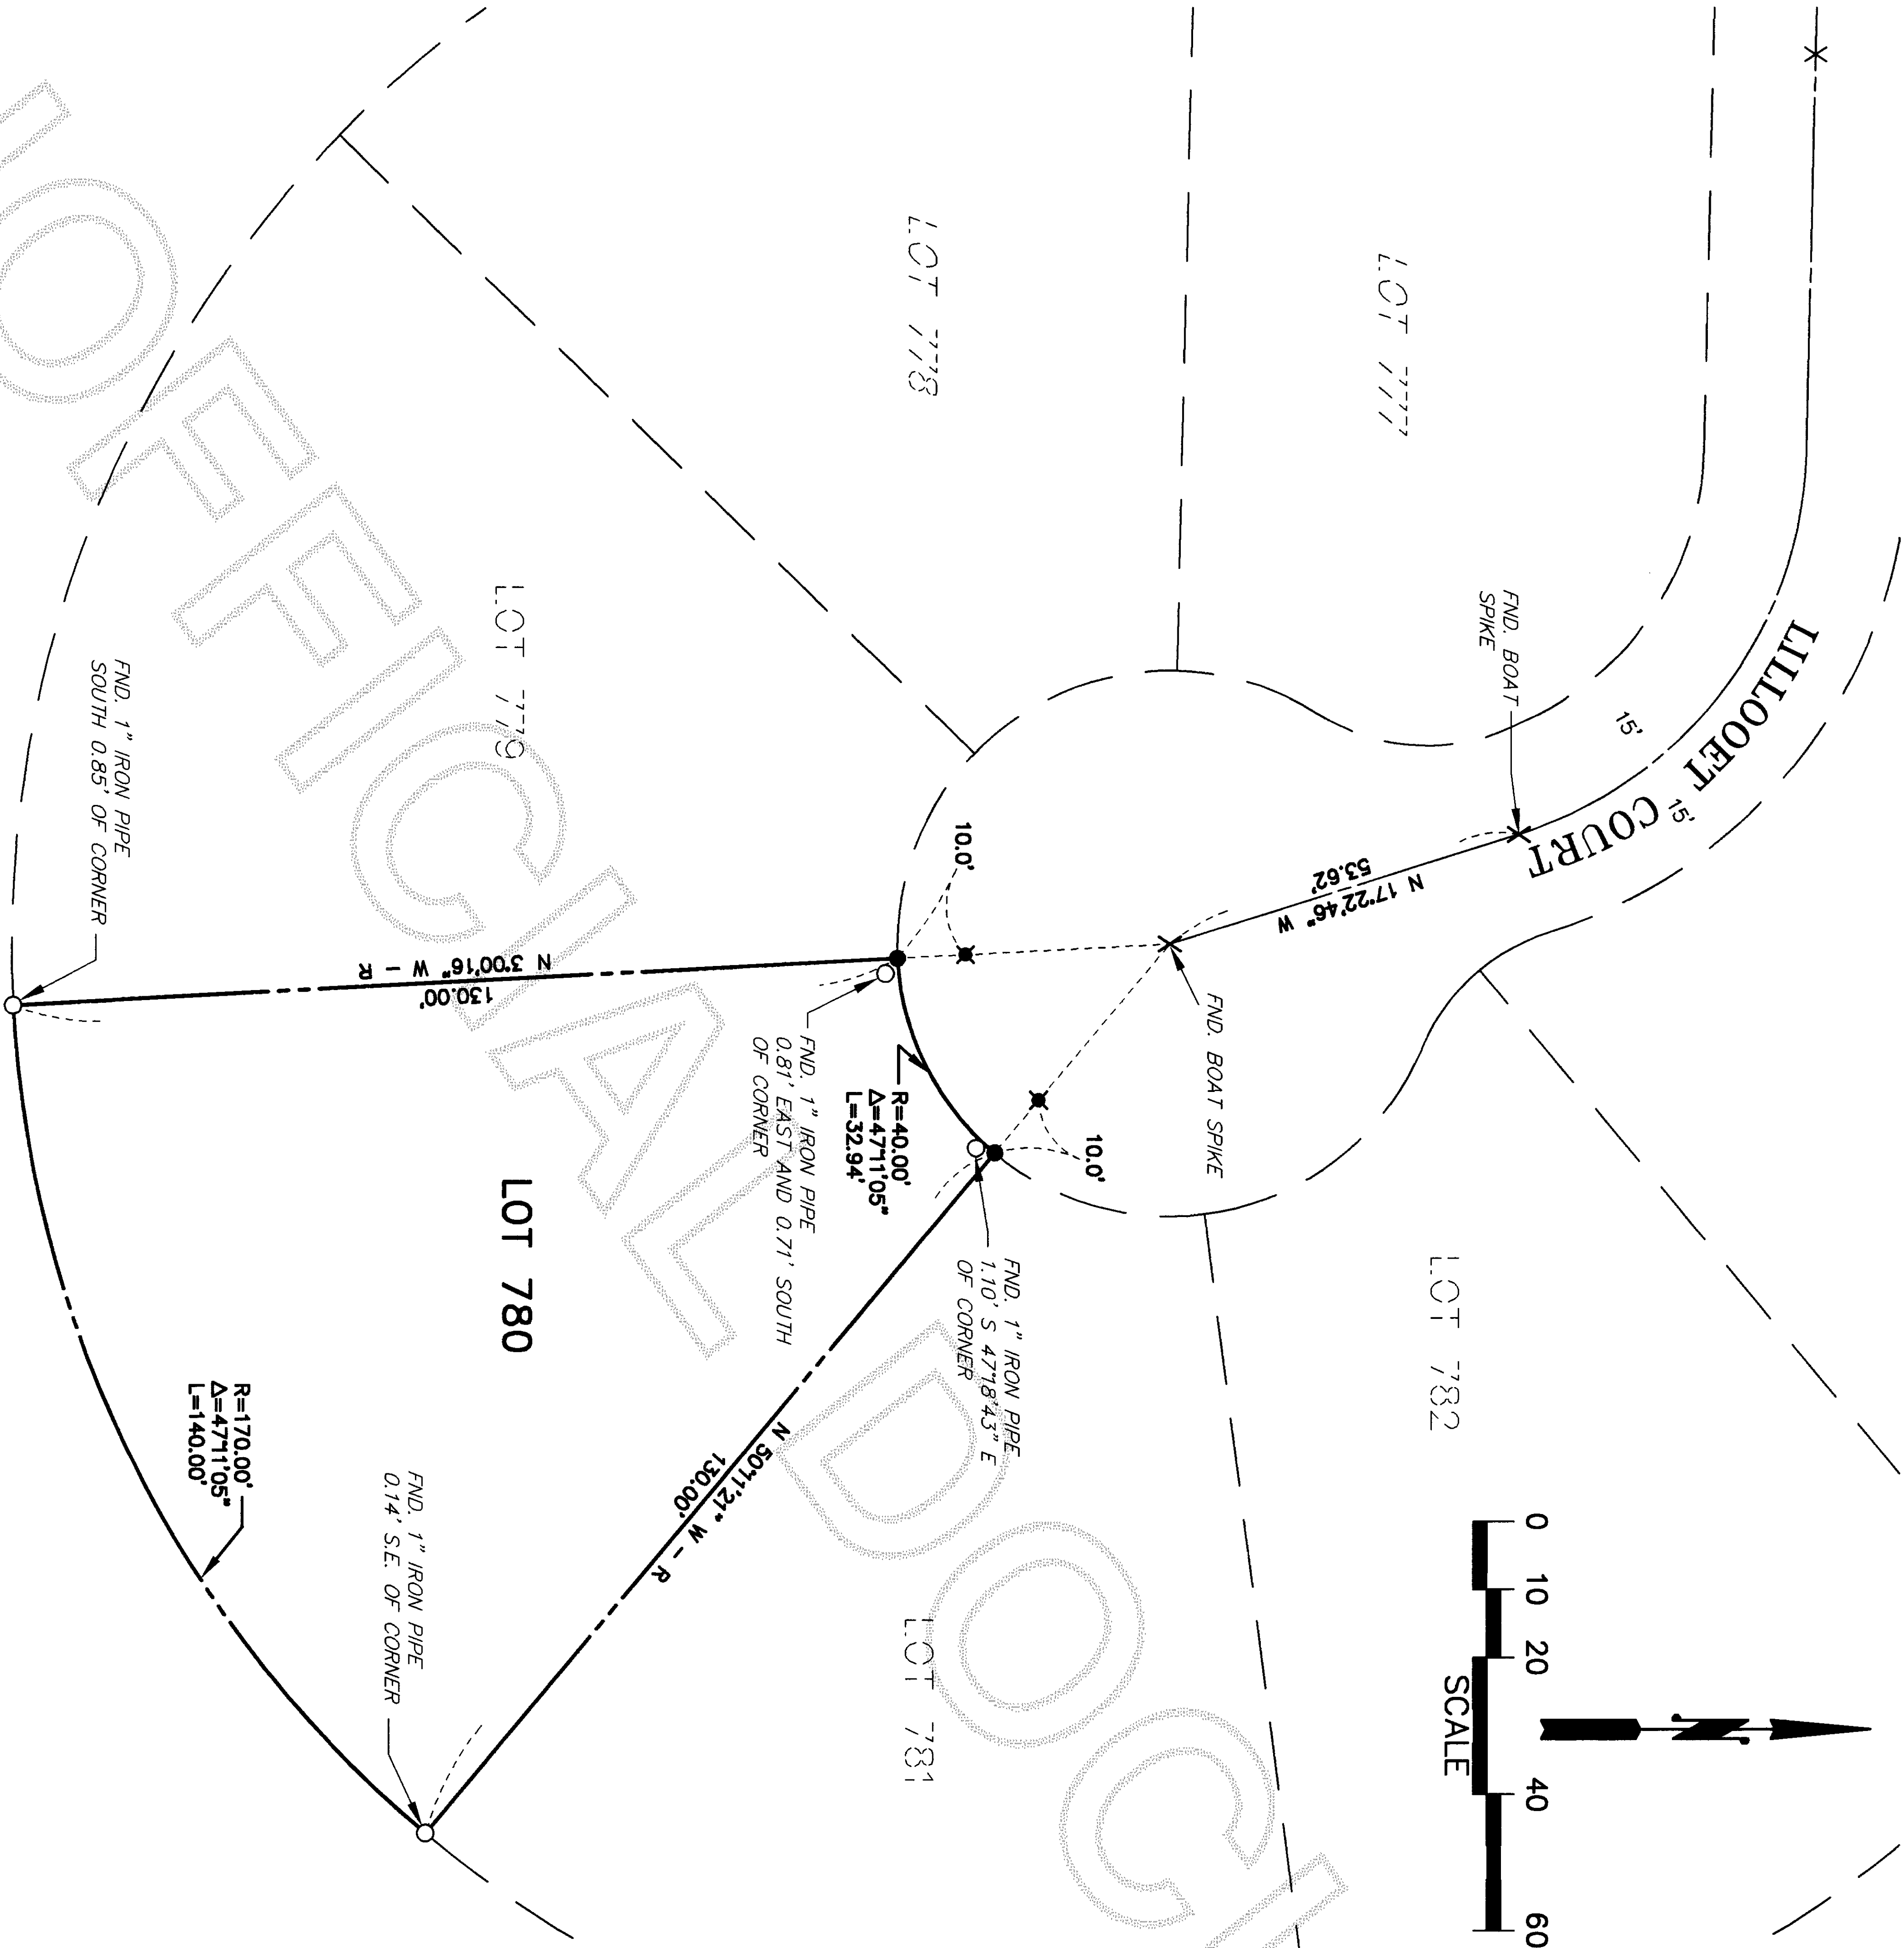 LOT 777
LOT 778
LOT 779
LILLOOET COURT
15'
15'
FND. BOAT
SPIKE
N 17°22'46" W
53.62'
FND. BOAT SPIKE
10.0'
10.0'
FND. 1" IRON PIPE
SOUTH 0.85' OF CORNER
N 3°00'16" W - R
130.00'
FND. 1" IRON PIPE
0.81' EAST AND 0.71' SOUTH
OF CORNER
R=40.00'
Δ=47°11'05"
L=32.94'
FND. 1" IRON PIPE
1.10' S 47°18'43" E
OF CORNER
LOT 780
N 50°11'21" W - R
130.00'
R=170.00'
Δ=47°11'05"
L=140.00'
FND. 1" IRON PIPE
0.14' S.E. OF CORNER
LOT 781
LOT 782
0 10 20 40 60
SCALE
N
OFFICIAL DOC